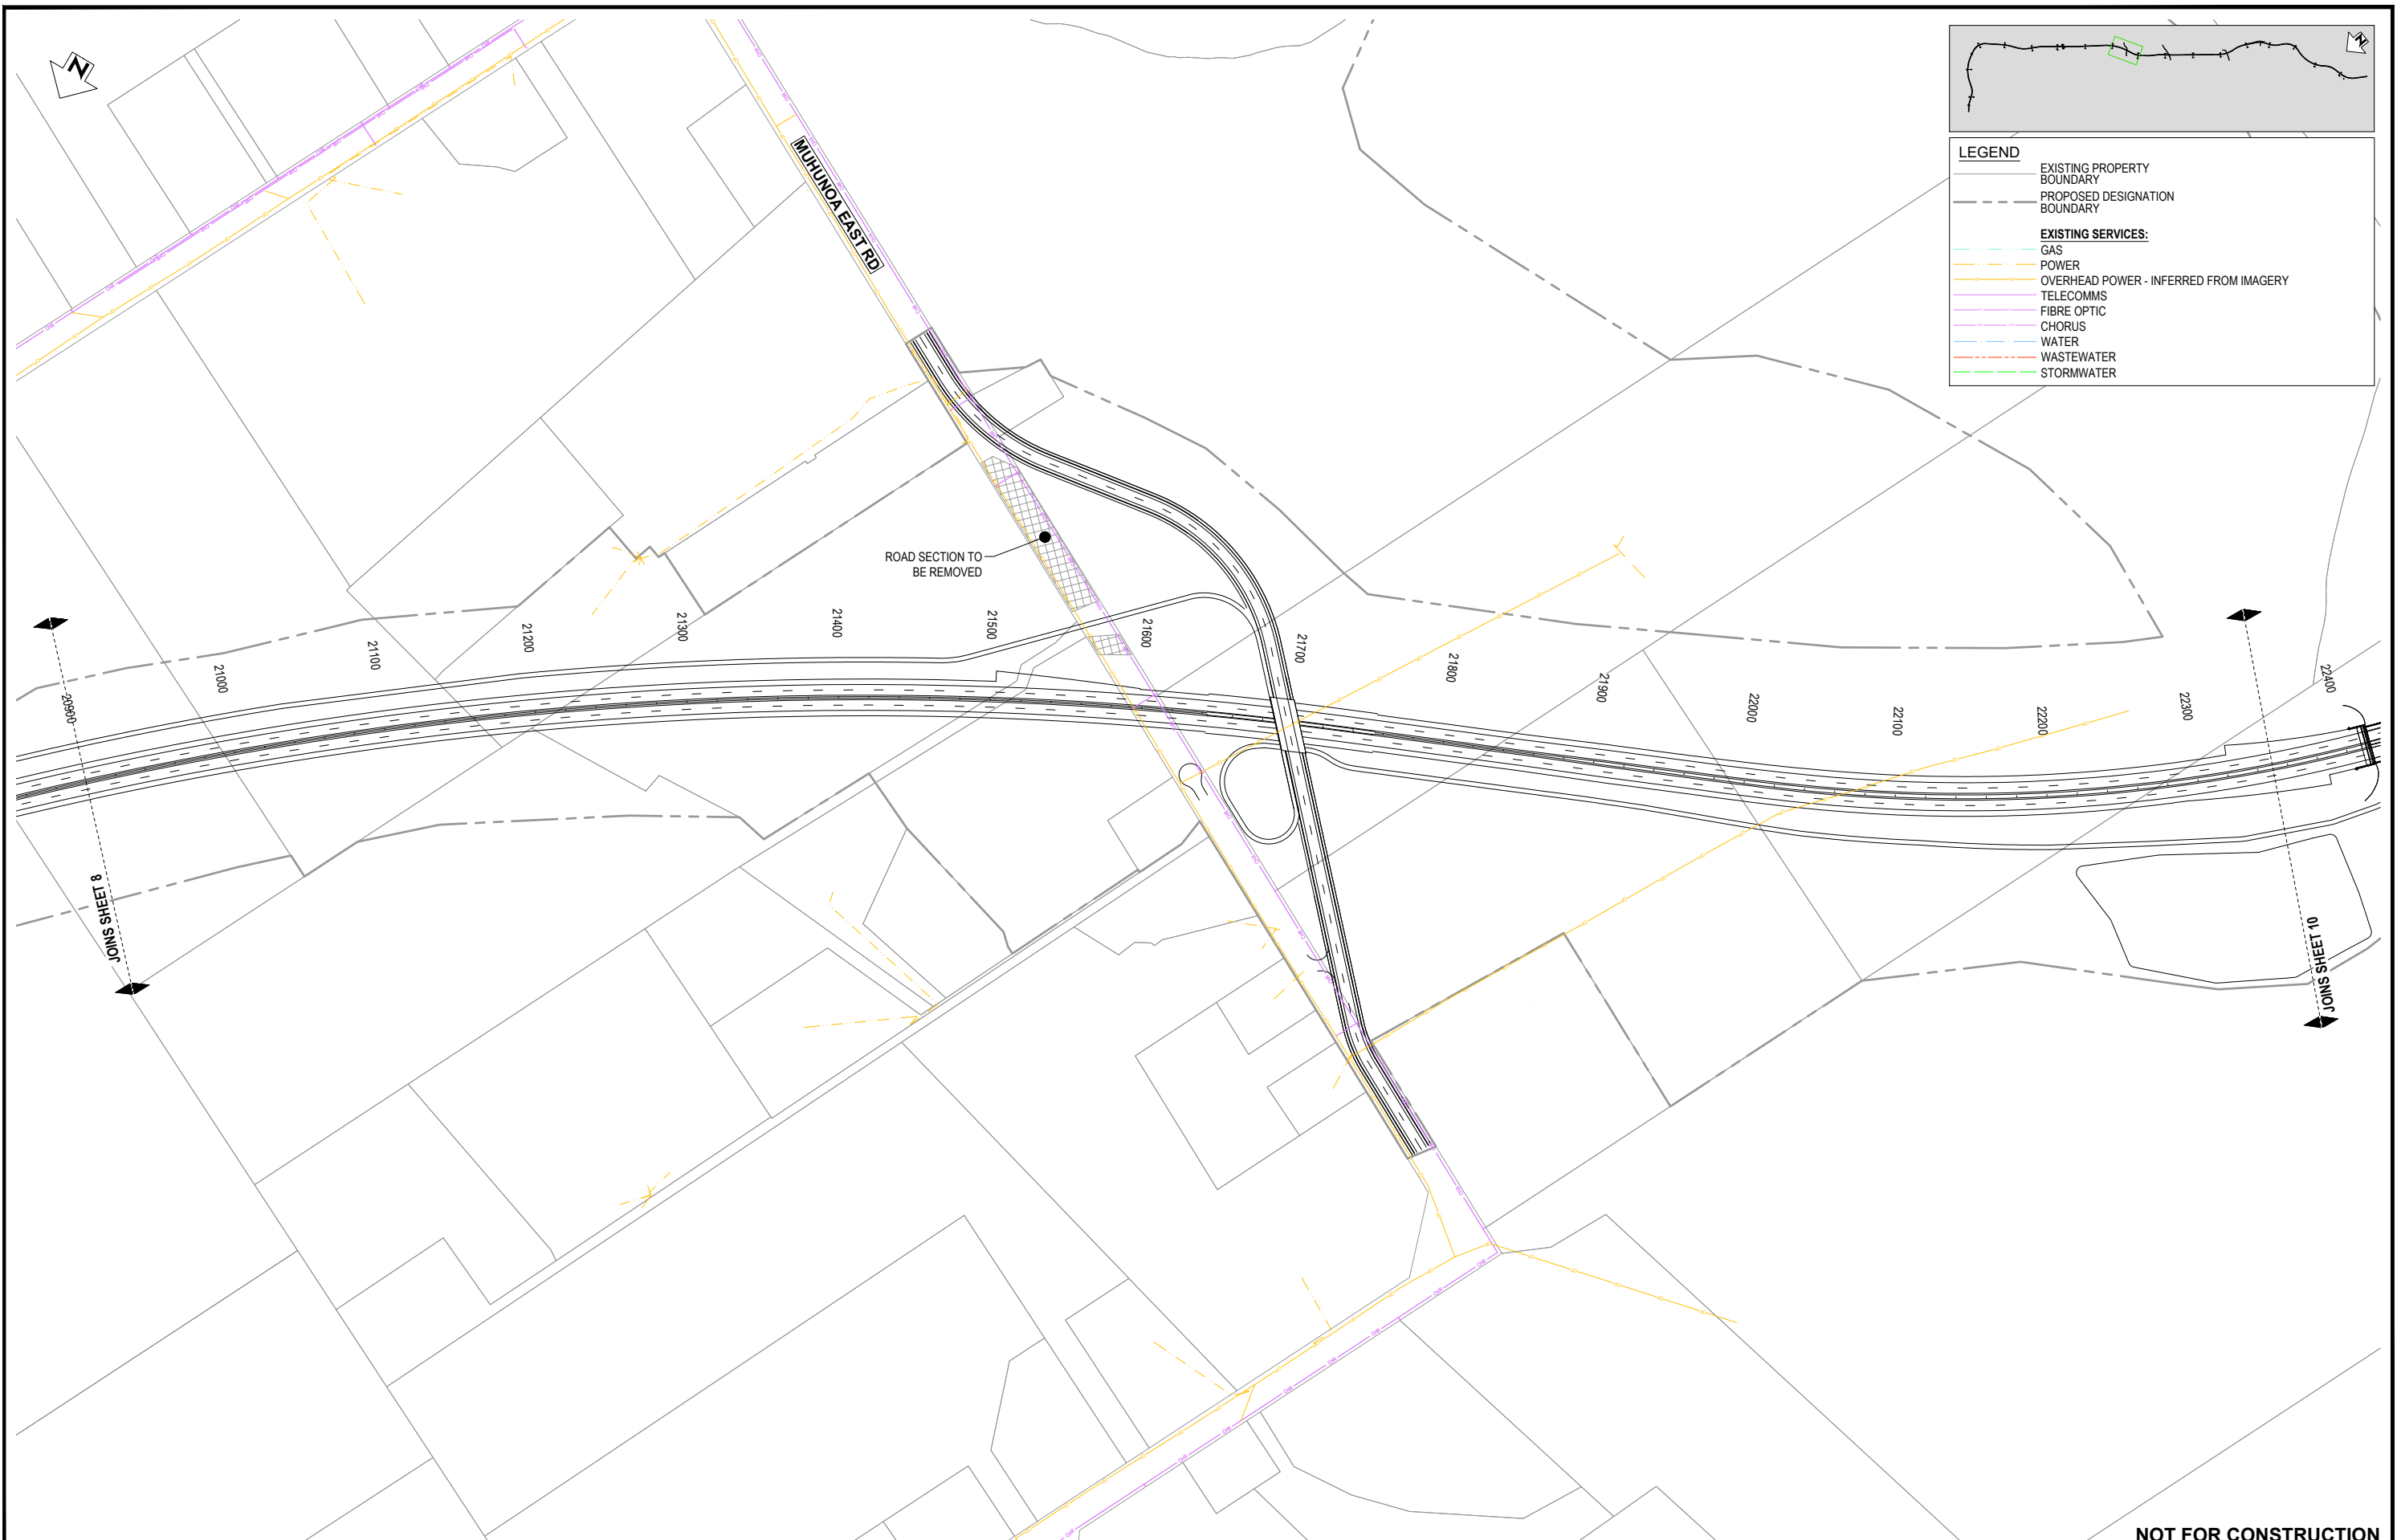 N
N
LEGEND
EXISTING PROPERTY
BOUNDARY
PROPOSED DESIGNATION
BOUNDARY
EXISTING SERVICES:
GAS
POWER
OVERHEAD POWER - INFERRED FROM IMAGERY
TELECOMMS
FIBRE OPTIC
CHORUS
WATER
WASTEWATER
STORMWATER
MUHUNOA EAST RD
ROAD SECTION TO
BE REMOVED
20900
21000
21100
21200
21300
21400
21500
21600
21700
21800
21900
22000
22100
22200
22300
22400
JOINS SHEET 8
JOINS SHEET 10
NOT FOR CONSTRUCTION